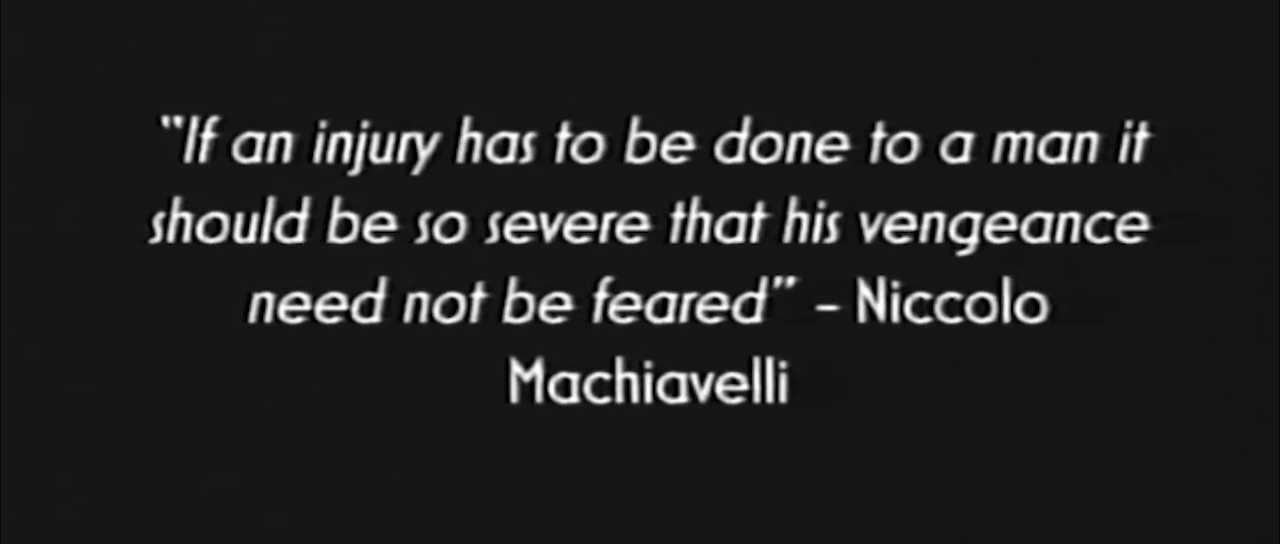 “If an injury has to be done to a man it
should be so severe that his vengeance
need not be feared” - Niccolo
Machiavelli